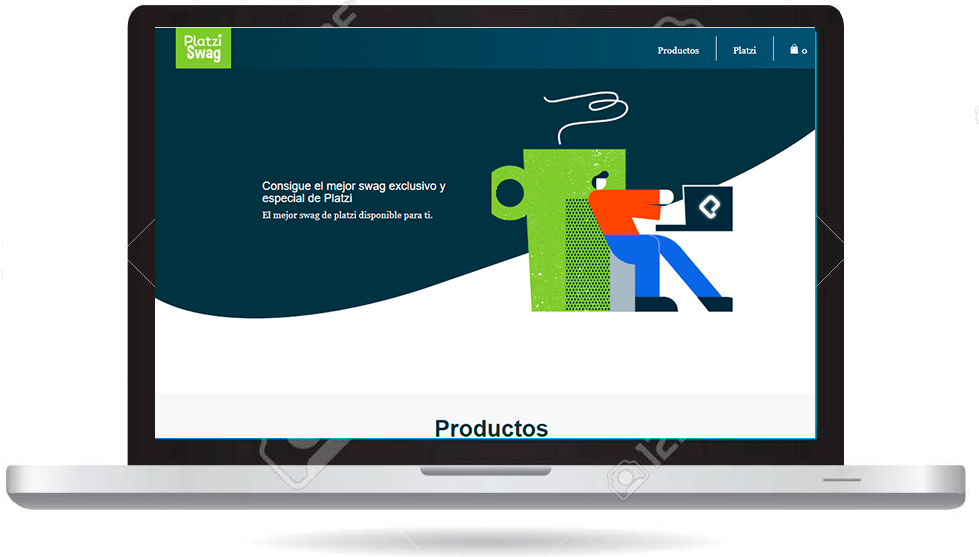 Platzi
Swag
Productos
Platzi
0
Consigue el mejor swag exclusivo y
especial de Platzi
El mejor swag de platzi disponible para ti.
Productos